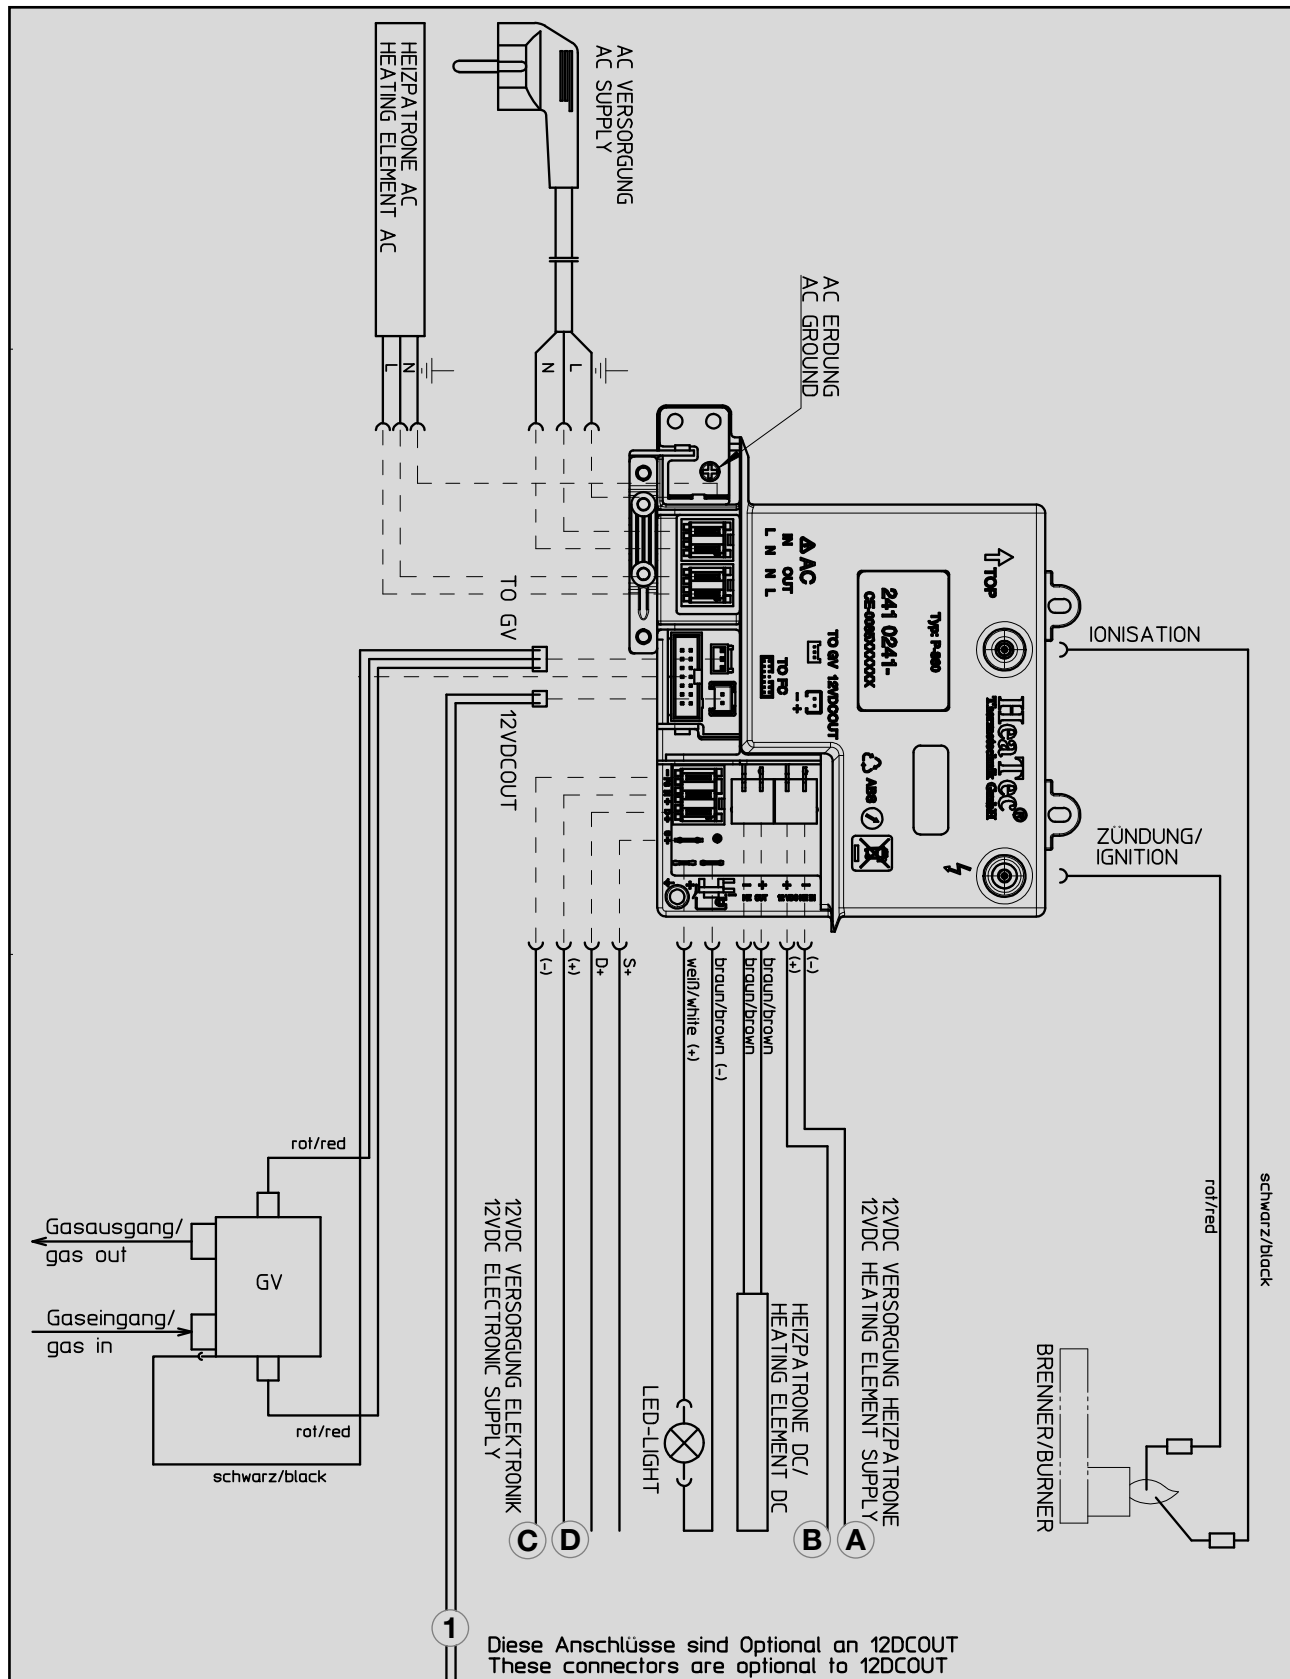 HEIZPATRONE AC
HEATING ELEMENT AC
L
N
AC VERSORGUNG
AC SUPPLY
N
L
AC ERDUNG
AC GROUND
AC
IN OUT
L N N L
TOP
Typ: P-860
241 0241-
HeaTec®
Thermotechnik GmbH
TO GV 12VDCOUT
TO FC
- +
ABS
IONISATION
ZÜNDUNG/
IGNITION
TO GV
12VDCOUT
(-)
(+)
D+
S+
weiß/white (+)
braun/brown (-)
braun/brown
braun/brown
(+)
(-)
rot/red
schwarz/black
rot/red
Gasausgang/
gas out
GV
Gaseingang/
gas in
rot/red
schwarz/black
12VDC VERSORGUNG ELEKTRONIK
12VDC ELECTRONIC SUPPLY
LED-LIGHT
HEIZPATRONE DC/
HEATING ELEMENT DC
12VDC VERSORGUNG HEIZPATRONE
12VDC HEATING ELEMENT SUPPLY
BRENNER/BURNER
C
D
B
A
1
Diese Anschlüsse sind Optional an 12DCOUT
These connectors are optional to 12DCOUT